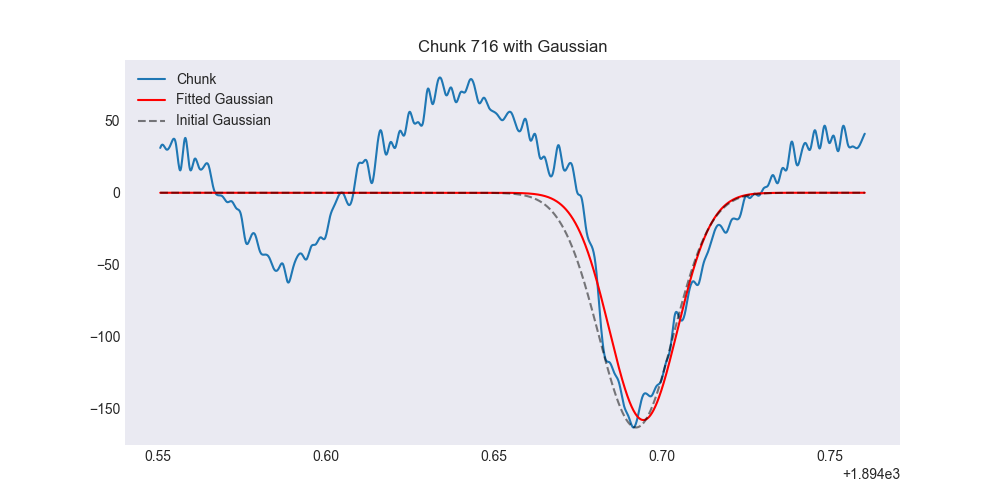 Chunk 716 with Gaussian
Chunk
Fitted Gaussian
Initial Gaussian
50
0
−50
−100
−150
0.55 0.60 0.65 0.70 0.75
+1.894e3